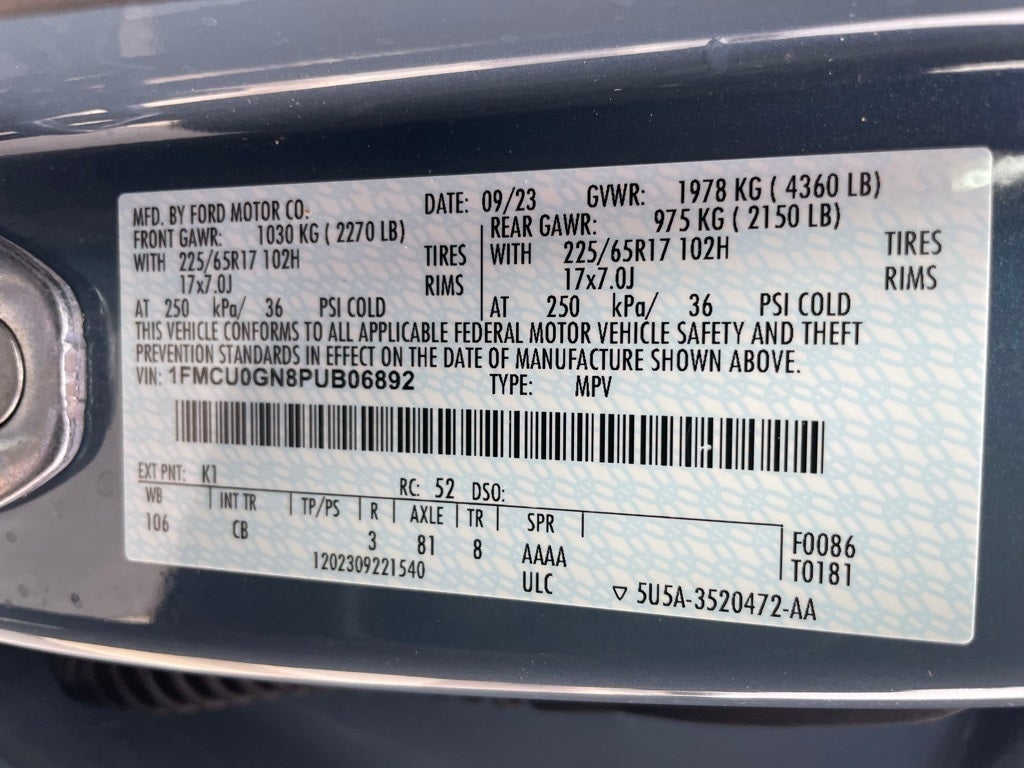 MFD. BY FORD MOTOR CO. DATE: 09/23 GVWR: 1978 KG ( 4360 LB)
FRONT GAWR: 1030 KG ( 2270 LB) REAR GAWR: 975 KG ( 2150 LB)
WITH 225/65R17 102H TIRES WITH 225/65R17 102H TIRES
17x7.0J RIMS 17x7.0J RIMS
AT 250 kPa/ 36 PSI COLD AT 250 kPa/ 36 PSI COLD
THIS VEHICLE CONFORMS TO ALL APPLICABLE FEDERAL MOTOR VEHICLE SAFETY AND THEFT
PREVENTION STANDARDS IN EFFECT ON THE DATE OF MANUFACTURE SHOWN ABOVE.
VIN: 1FMCU0GN8PUB06892 TYPE: MPV
EXT PNT: K1 RC: 52 DSO:
WB INT TR TP/PS R AXLE TR SPR
106 CB 3 81 8 AAAA F0086
1202309221540 ULC T0181
▽ 5U5A-3520472-AA